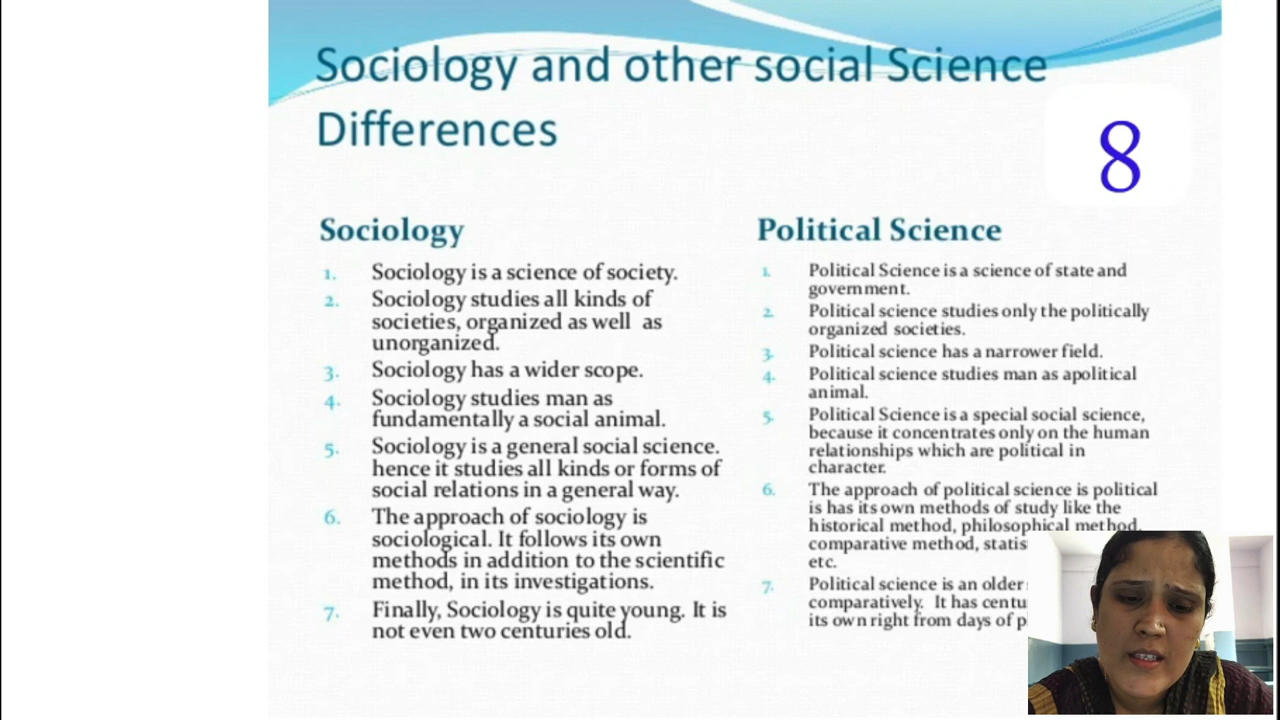 Sociology and other social Science
Differences
8
Sociology
1. Sociology is a science of society.
2. Sociology studies all kinds of
societies, organized as well as
unorganized.
3. Sociology has a wider scope.
4. Sociology studies man as
fundamentally a social animal.
5. Sociology is a general social science.
hence it studies all kinds or forms of
social relations in a general way.
6. The approach of sociology is
sociological. It follows its own
methods in addition to the scientific
method, in its investigations.
7. Finally, Sociology is quite young. It is
not even two centuries old.
Political Science
1. Political Science is a science of state and
government.
2. Political science studies only the politically
organized societies.
3. Political science has a narrower field.
4. Political science studies man as apolitical
animal.
5. Political Science is a special social science,
because it concentrates only on the human
relationships which are political in
character.
6. The approach of political science is political
is has its own methods of study like the
historical method, philosophical method,
comparative method,
etc.
7. Political science is an older
comparatively. It has
its own right from days of